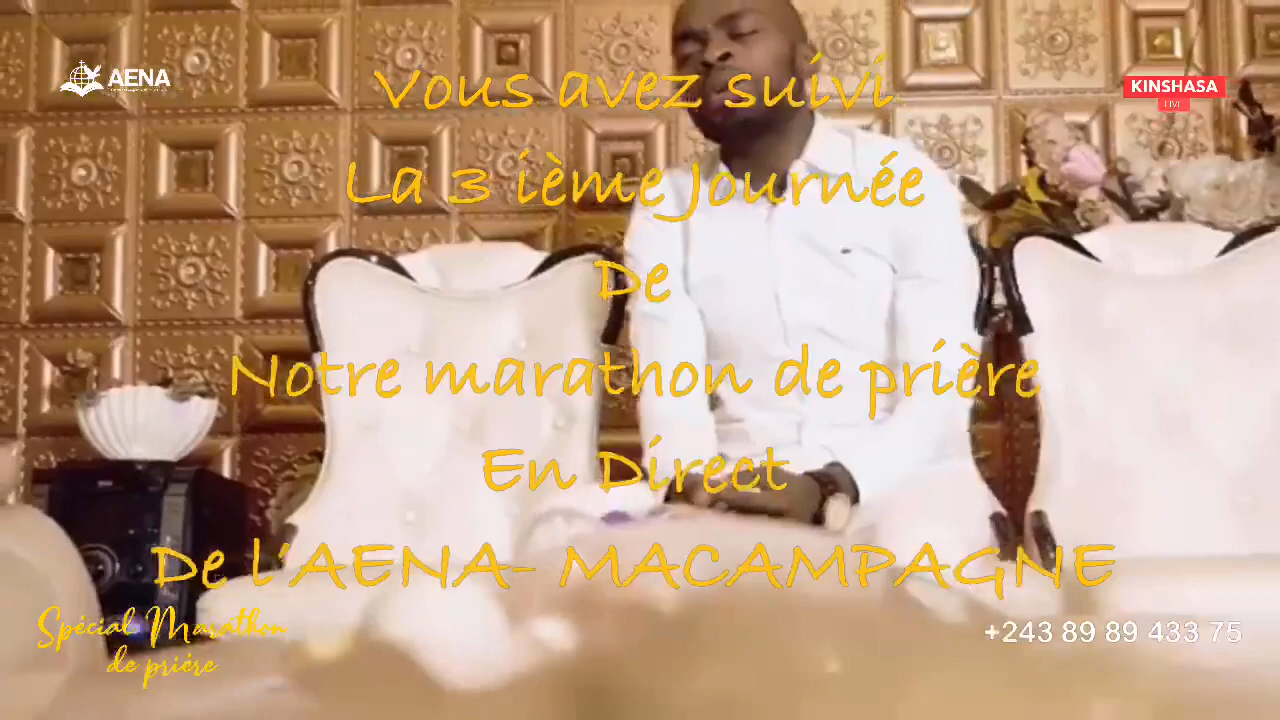 AENA
KINSHASA
LIVE
Vous avez suivi
La 3 ième Journée
De
Notre marathon de prière
En Direct
De l'AENA- MACAMPAGNE
Spécial Marathon
de prière
+243 89 89 433 75